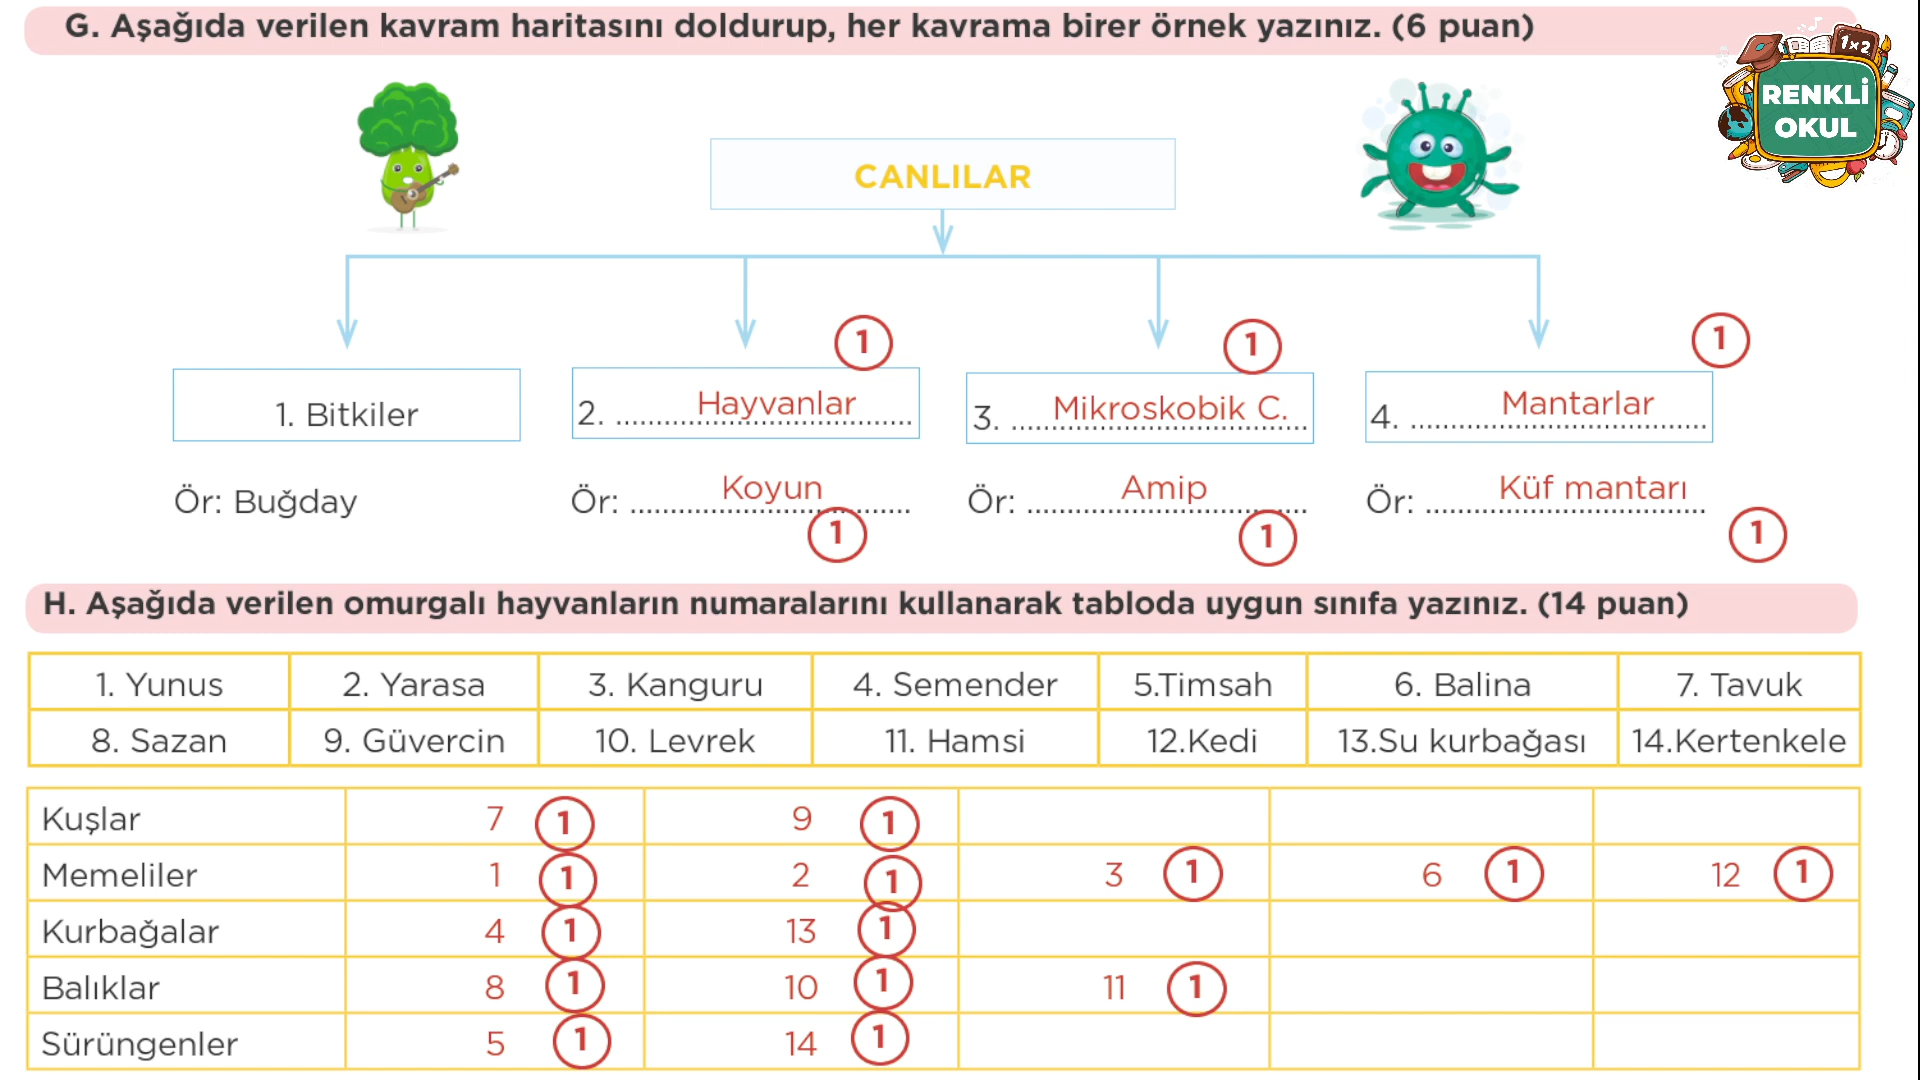 G. Aşağıda verilen kavram haritasını doldurup, her kavrama birer örnek yazınız. (6 puan)
1x2
RENKLİ
OKUL
CANLILAR
1
1
1
1. Bitkiler
2. Hayvanlar
3. Mikroskobik C.
4. Mantarlar
Ör: Buğday
Ör: Koyun
Ör: Amip
Ör: Küf mantarı
1
1
1
H. Aşağıda verilen omurgalı hayvanların numaralarını kullanarak tabloda uygun sınıfa yazınız. (14 puan)
1. Yunus 2. Yarasa 3. Kanguru 4. Semender 5.Timsah 6. Balina 7. Tavuk
8. Sazan 9. Güvercin 10. Levrek 11. Hamsi 12.Kedi 13.Su kurbağası 14.Kertenkele
Kuşlar 7 1 9 1
Memeliler 1 1 2 1 3 1 6 1 12 1
Kurbağalar 4 1 13 1
Balıklar 8 1 10 1 11 1
Sürüngenler 5 1 14 1